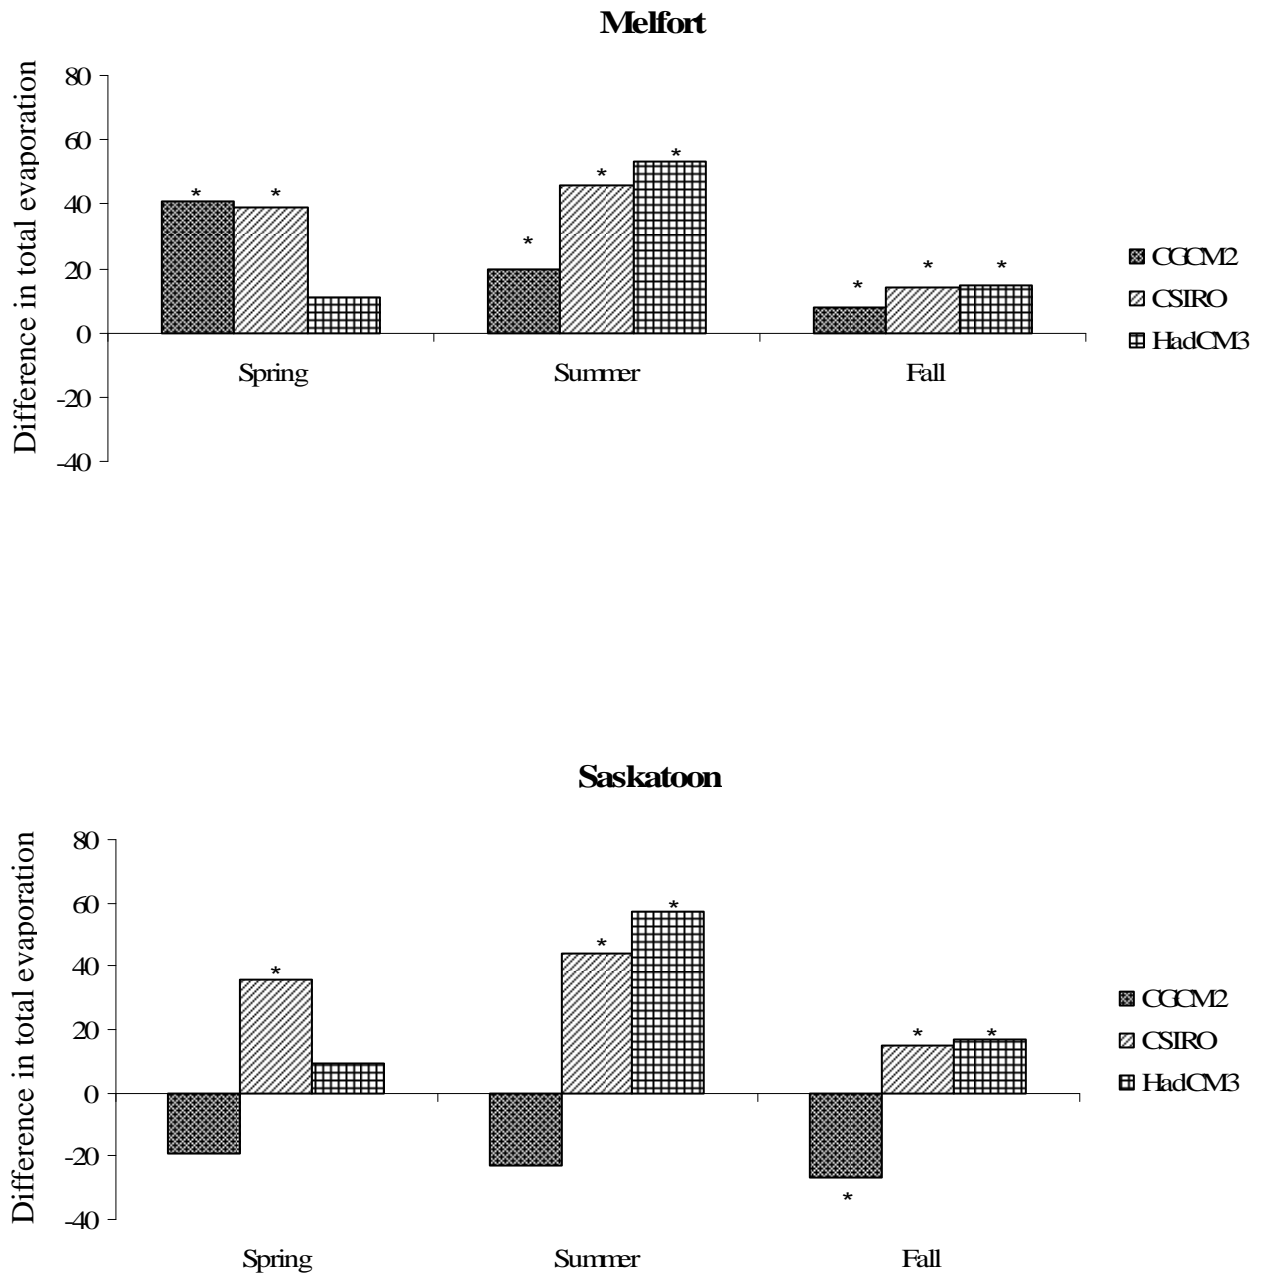 Melfort
Difference in total evaporation
80
60
40
20
0
-20
-40
* *
* * *
* * *
Spring Summer Fall
CGCM2
CSIRO
HadCM3
Saskatoon
Difference in total evaporation
80
60
40
20
0
-20
-40
*
* *
* * *
Spring Summer Fall
CGCM2
CSIRO
HadCM3